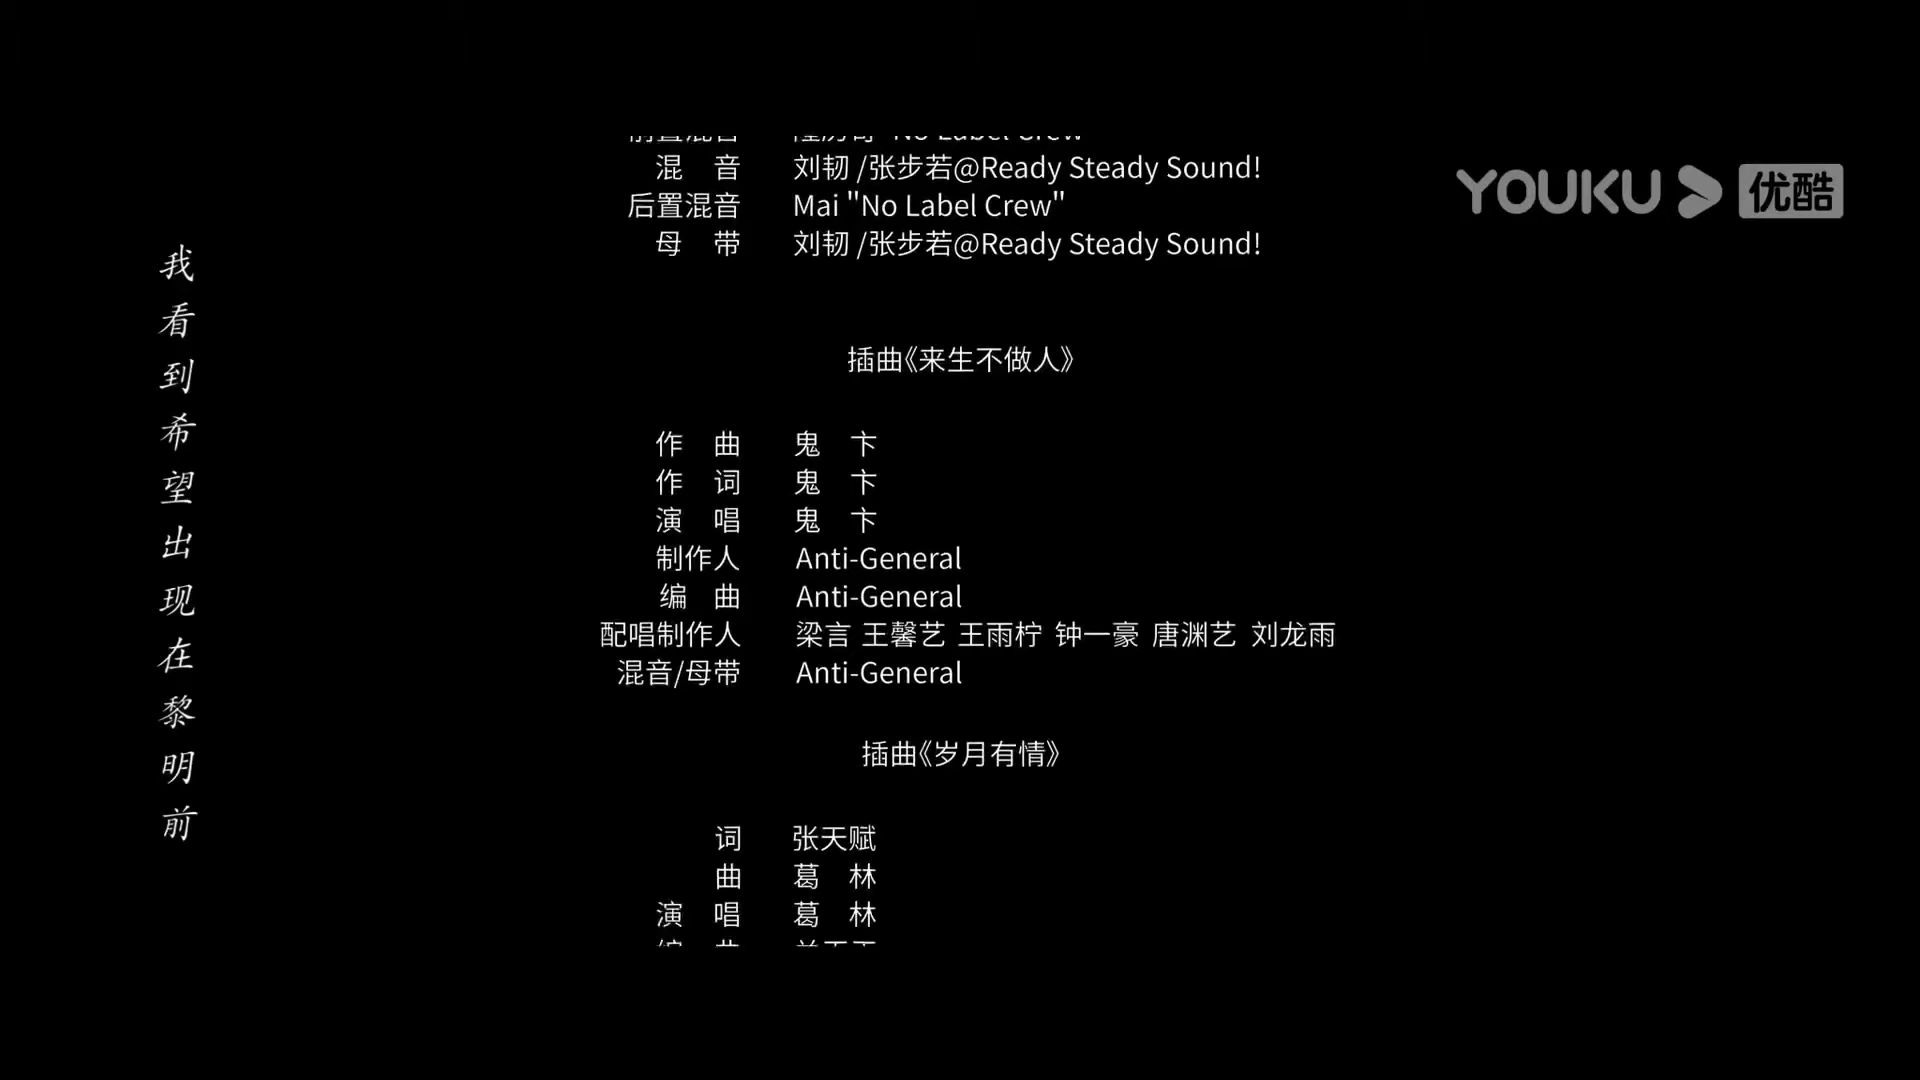 混 音 刘韧 /张步若@Ready Steady Sound!
后置混音 Mai "No Label Crew"
母 带 刘韧 /张步若@Ready Steady Sound!
YOUKU 优酷
我看到希望出现在黎明前
插曲《来生不做人》
作 曲 鬼 卞
作 词 鬼 卞
演 唱 鬼 卞
制作人 Anti-General
编 曲 Anti-General
配唱制作人 梁言 王馨艺 王雨柠 钟一豪 唐渊艺 刘龙雨
混音/母带 Anti-General
插曲《岁月有情》
词 张天赋
曲 葛 林
演 唱 葛 林